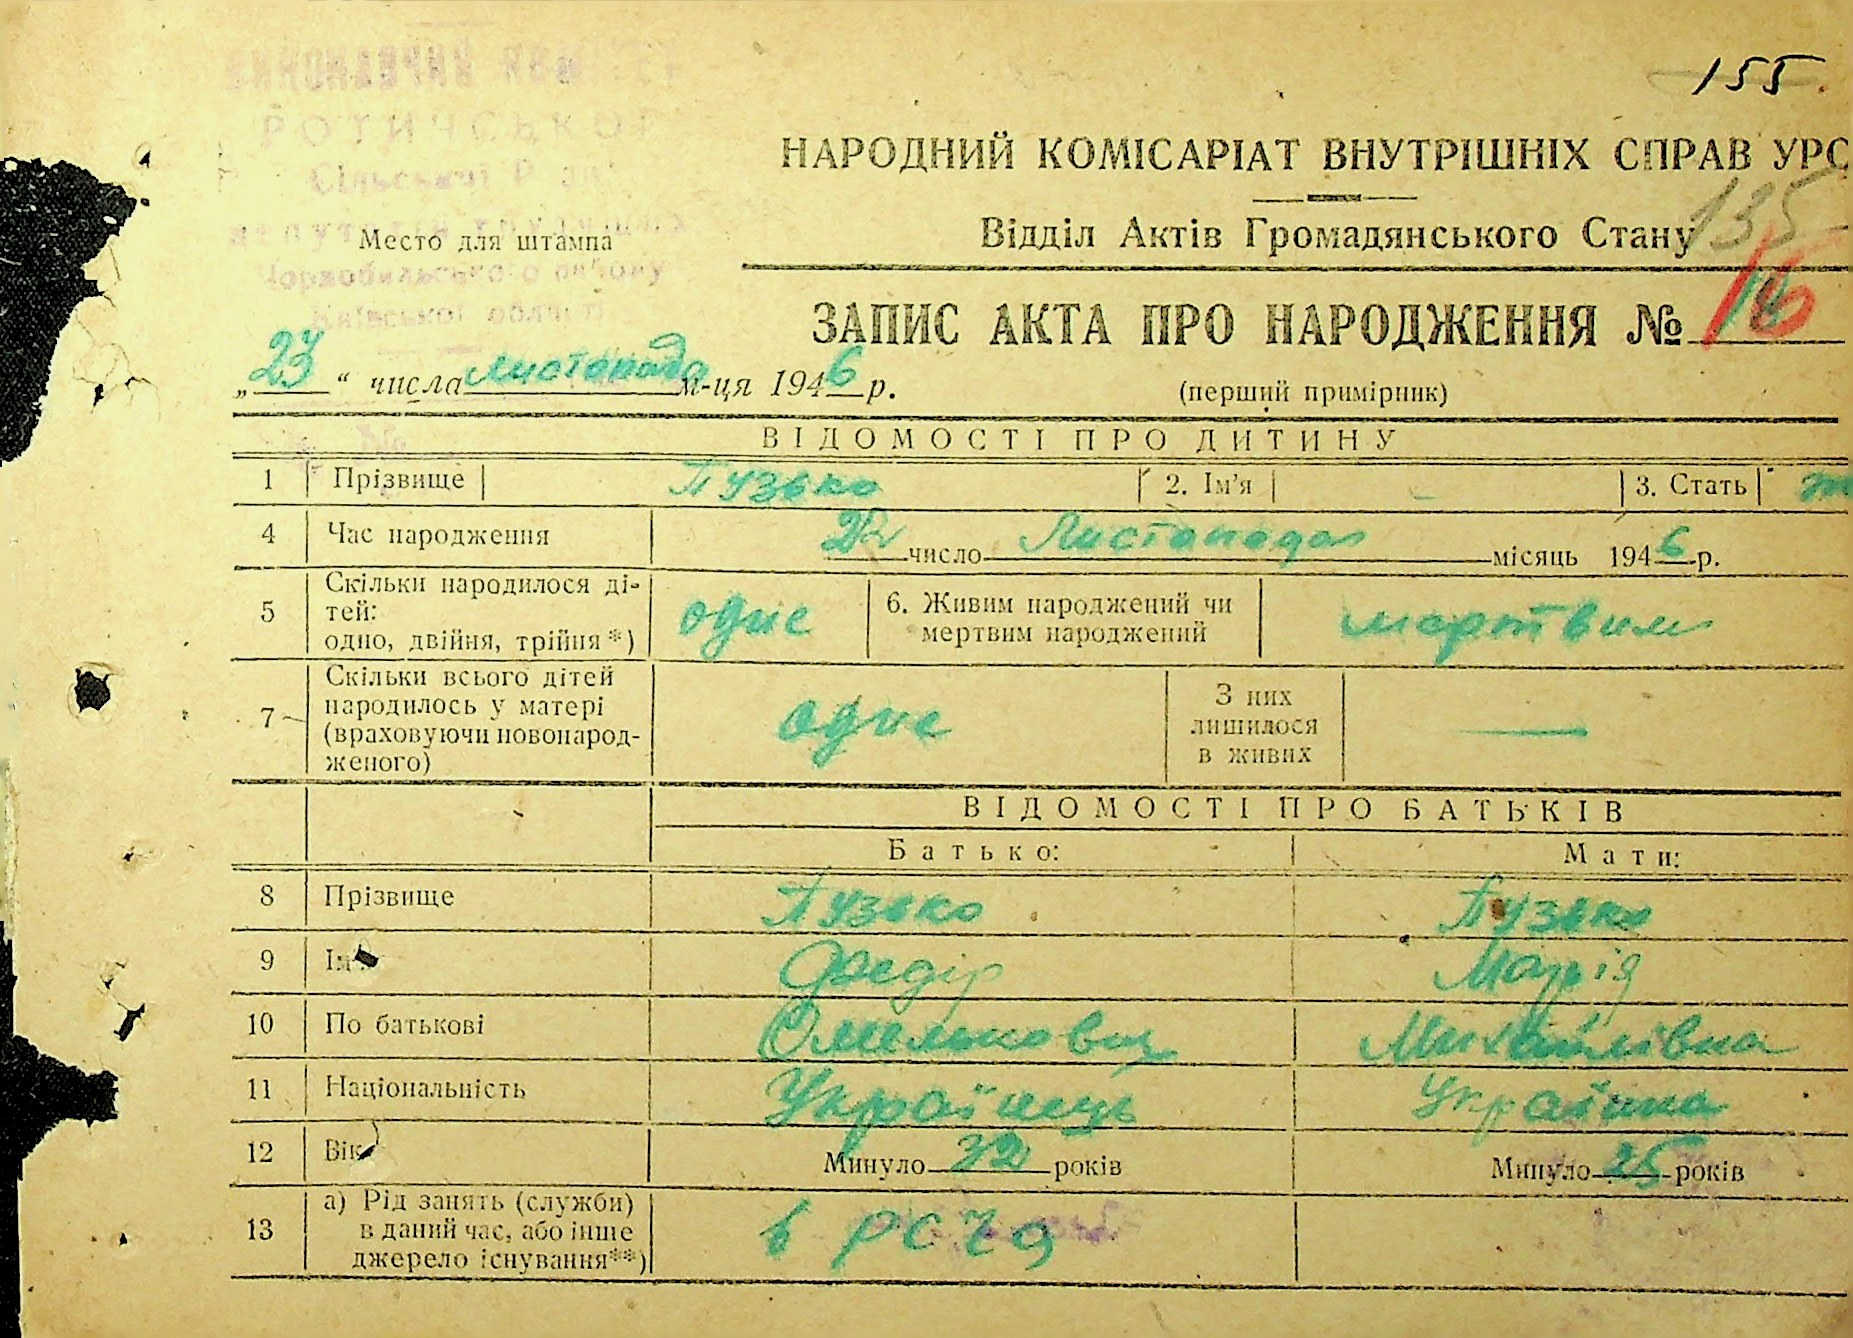 155
НАРОДНИЙ КОМІСАРІАТ ВНУТРІШНІХ СПРАВ УРС
РОТИЧСЬКОЇ
Сільської Ради
депутатів трудящих
Чорнобильського району
Київської області
Место для штампа
135
Відділ Актів Громадянського Стану
ЗАПИС АКТА ПРО НАРОДЖЕННЯ № 16
„23“ числа листопада м-ця 1946 р.
(перший примірник)
ВІДОМОСТІ ПРО ДИТИНУ
1 Прізвище Пузько 2. Ім'я - 3. Стать ж
4 Час народження 22 число Листопада місяць 1946 р.
5 Скільки народилося ді-
тей:
одно, двійня, трійня*) одне
6. Живим народжений чи
мертвим народжений мертвим
7 Скільки всього дітей
народилось у матері
(враховуючи новонарод-
женого) одне
З них
лишилося
в живих —
ВІДОМОСТІ ПРО БАТЬКІВ
Батько: Мати:
8 Прізвище Пузько Пузько
9 Ім'я Федір Марія
10 По батькові Омелькович Михайлівна
11 Національність Українець Українка
12 Вік Минуло 32 років Минуло 25 років
13 а) Рід занять (служби)
в даний час, або інше
джерело існування**) в РСЧА